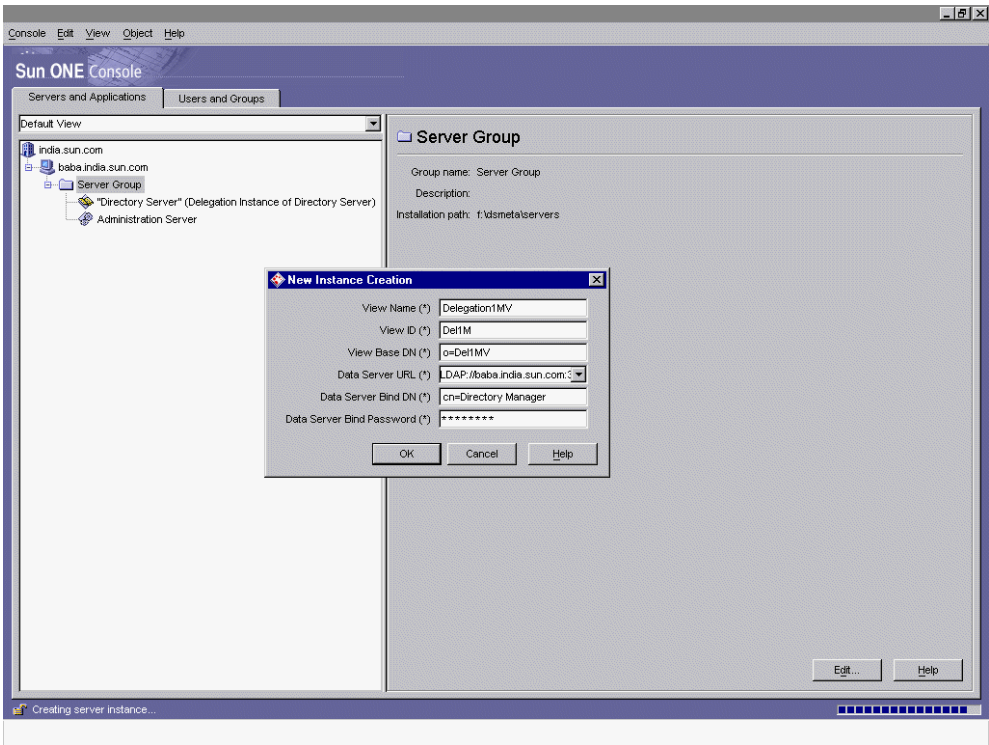 Console Edit View Object Help
Sun ONE Console
Servers and Applications
Users and Groups
Default View
india.sun.com
baba.india.sun.com
Server Group
"Directory Server" (Delegation Instance of Directory Server)
Administration Server
Server Group
Group name: Server Group
Description:
Installation path: f:\dsmeta\servers
New Instance Creation
View Name (*) Delegation1MV
View ID (*) Del1M
View Base DN (*) o=Del1MV
Data Server URL (*) LDAP://baba.india.sun.com:3
Data Server Bind DN (*) cn=Directory Manager
Data Server Bind Password (*) ********
OK Cancel Help
Edit... Help
Creating server instance...